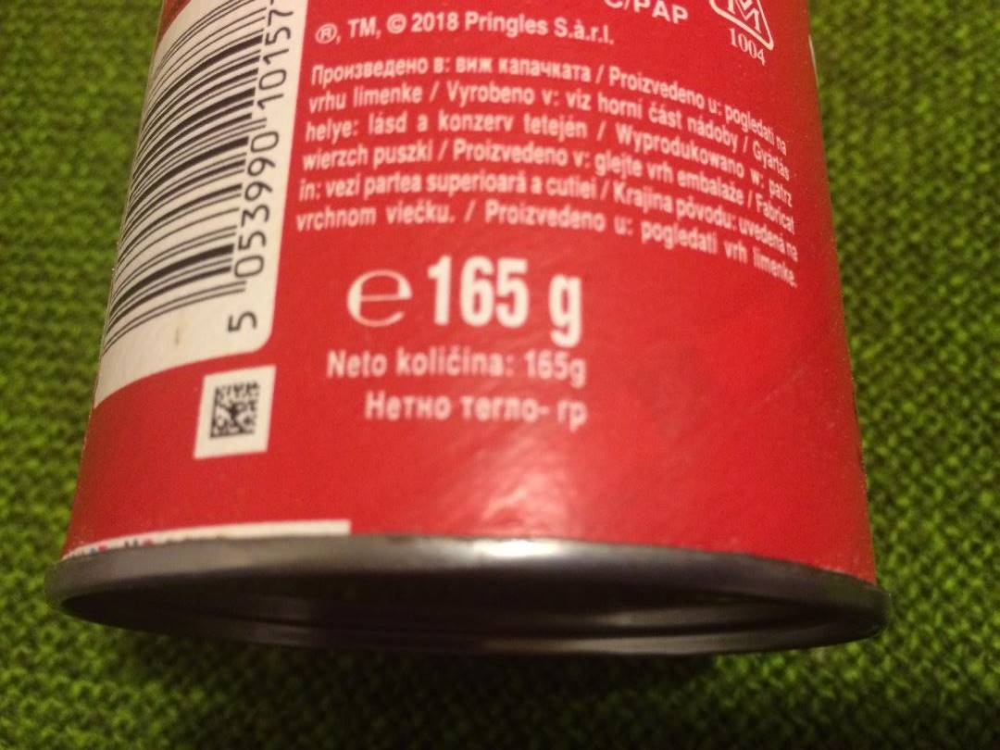 C/PAP
1004
®, TM, © 2018 Pringles S.à.r.l.
Произведено в: виж капачката / Proizvedeno u: pogledati na
vrhu limenke / Vyrobeno v: viz horní část nádoby / Gyártás
helye: lásd a konzerv tetején / Wyprodukowano w: patrz
wierzch puszki / Proizvedeno v: glejte vrh embalaže / Fabricat
in: vezi partea superioară a cutiei / Krajina pôvodu: uvedená na
vrchnom viečku. / Proizvedeno u: pogledati vrh limenke.
5 053990 10157
e 165 g
Neto količina: 165g
Нетно тегло- гр